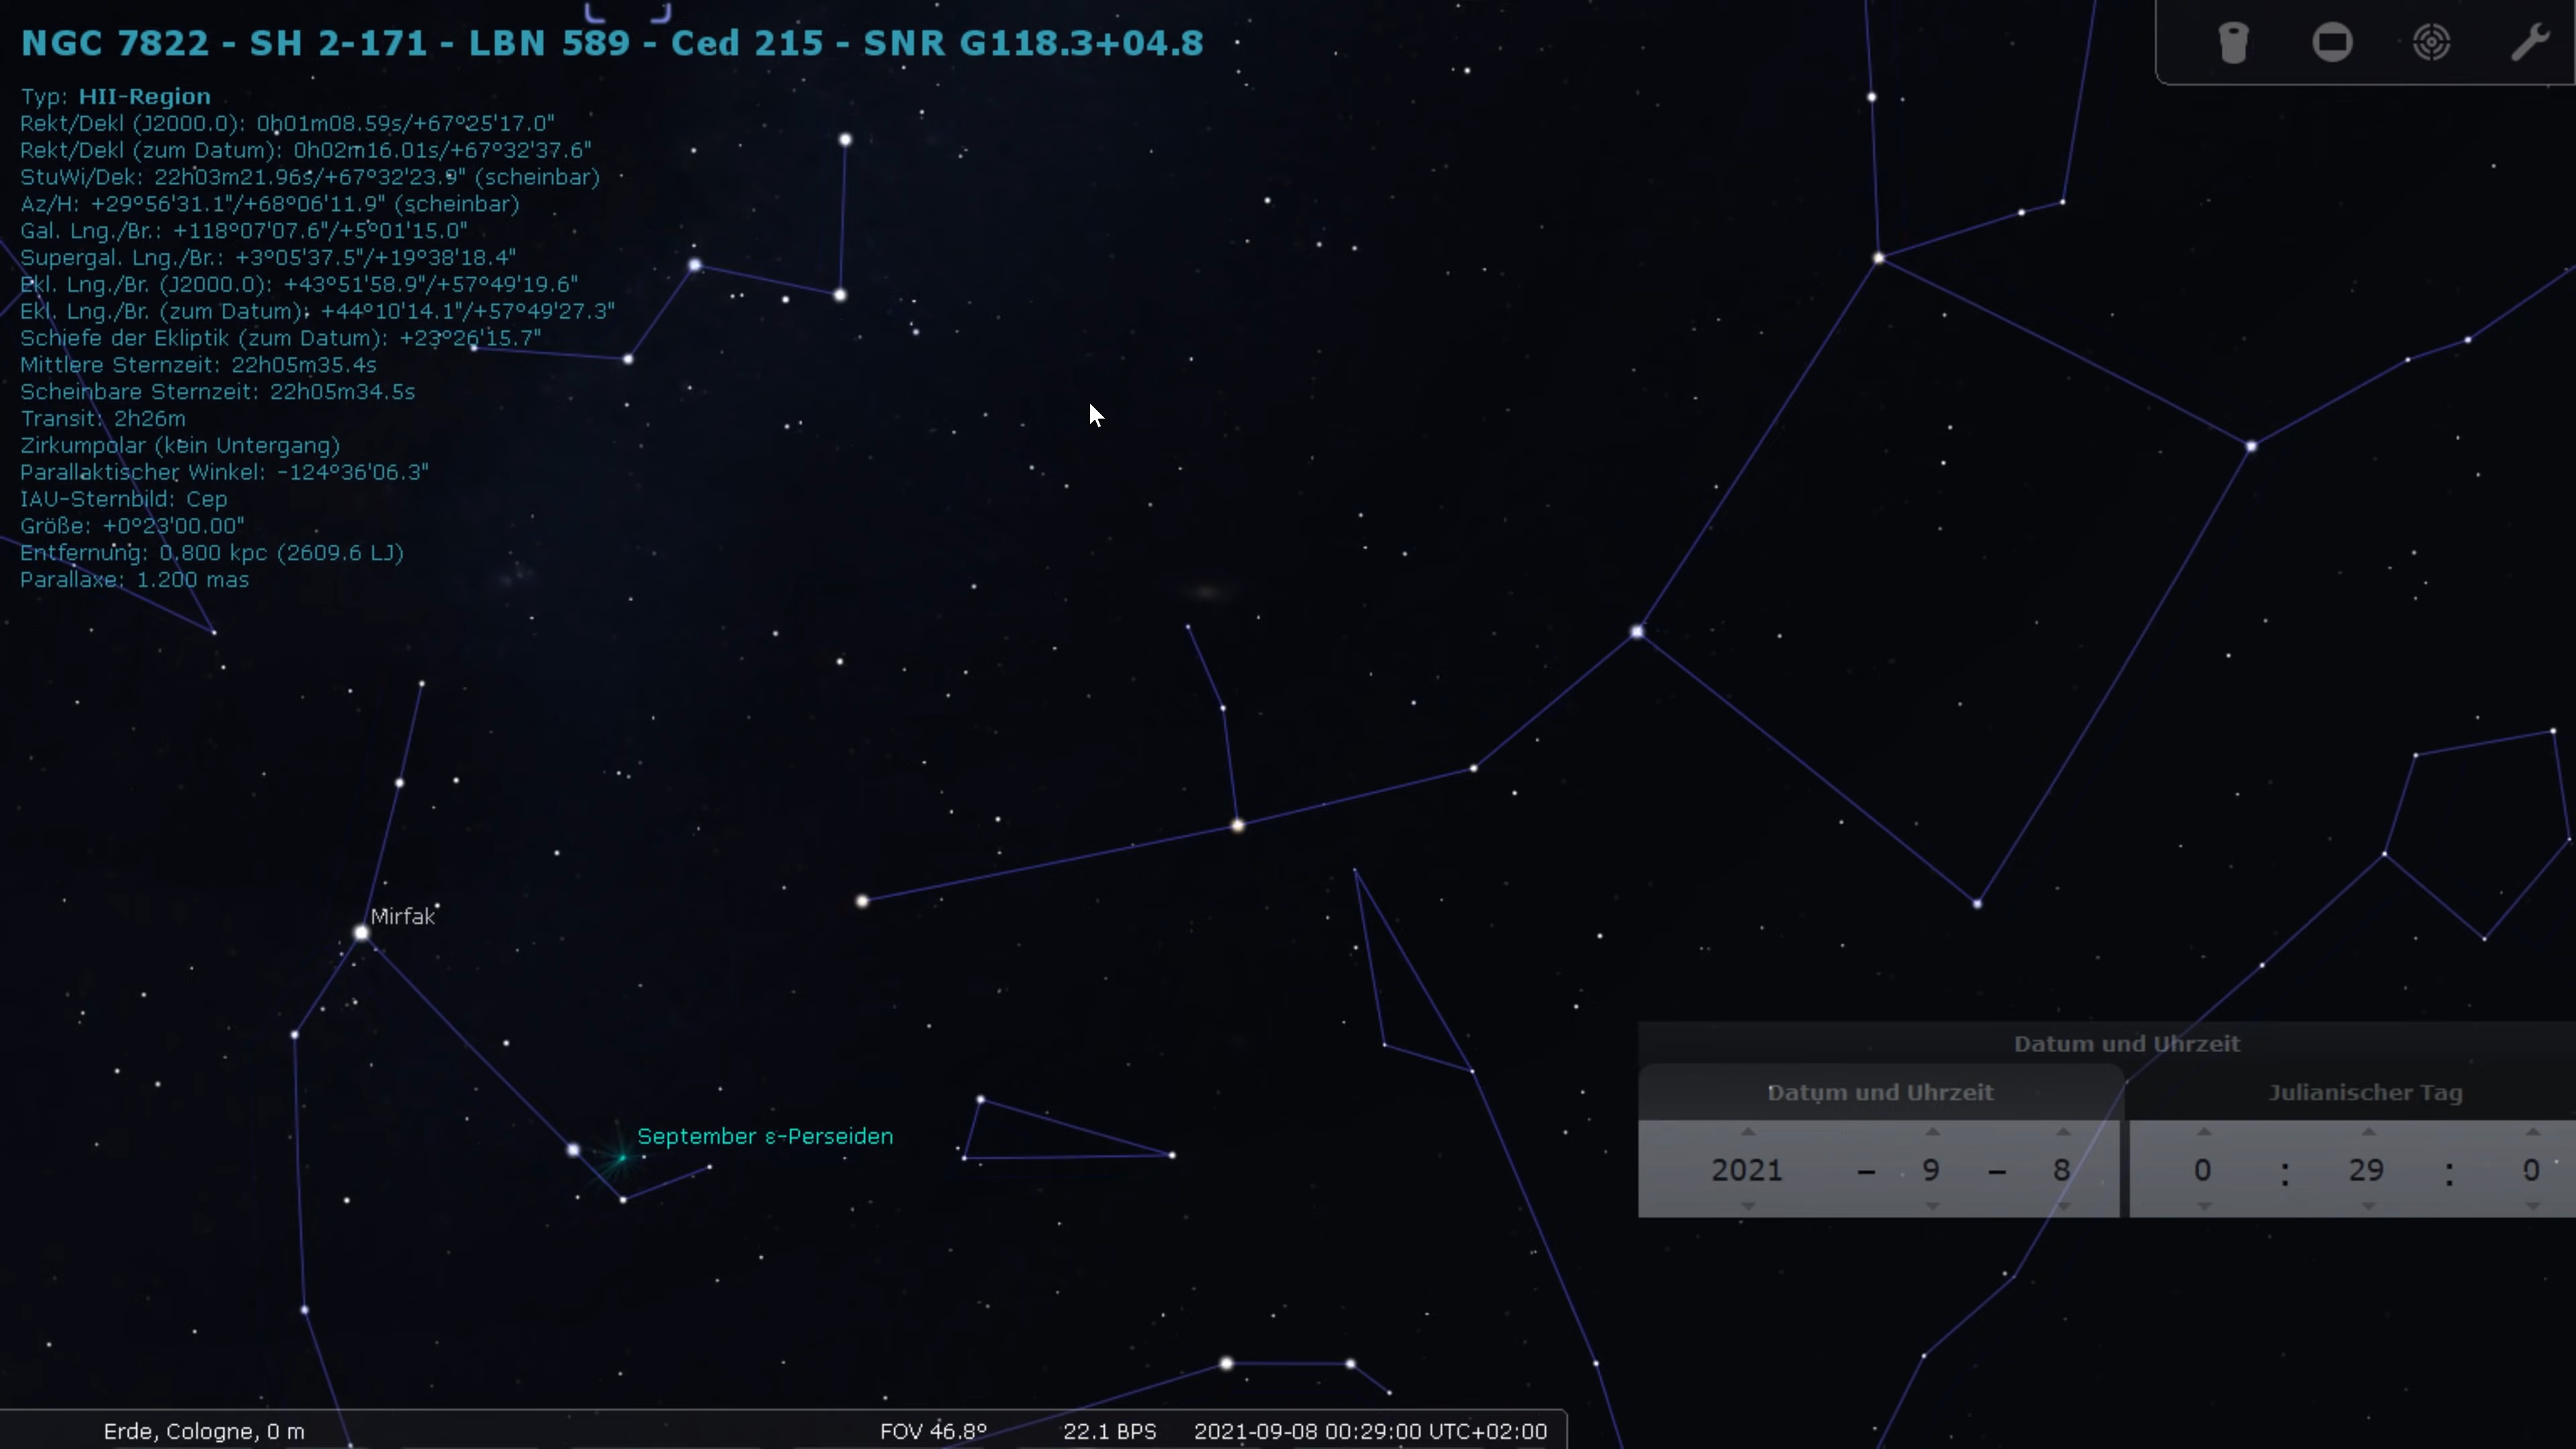 NGC 7822 - SH 2-171 - LBN 589 - Ced 215 - SNR G118.3+04.8
Typ: HII-Region
Rekt/Dekl (J2000.0): 0h01m08.59s/+67°25'17.0"
Rekt/Dekl (zum Datum): 0h02m16.01s/+67°32'37.6"
StuWi/Dek: 22h03m21.96s/+67°32'23.9" (scheinbar)
Az/H: +29°56'31.1"/+68°06'11.9" (scheinbar)
Gal. Lng./Br.: +118°07'07.6"/+5°01'15.0"
Supergal. Lng./Br.: +3°05'37.5"/+19°38'18.4"
Ekl. Lng./Br. (J2000.0): +43°51'58.9"/+57°49'19.6"
Ekl. Lng./Br. (zum Datum): +44°10'14.1"/+57°49'27.3"
Schiefe der Ekliptik (zum Datum): +23°26'15.7"
Mittlere Sternzeit: 22h05m35.4s
Scheinbare Sternzeit: 22h05m34.5s
Transit: 2h26m
Zirkumpolar (kein Untergang)
Parallaktischer Winkel: -124°36'06.3"
IAU-Sternbild: Cep
Größe: +0°23'00.00"
Entfernung: 0.800 kpc (2609.6 LJ)
Parallaxe: 1.200 mas
Mirfak
September ε-Perseiden
Datum und Uhrzeit
Datum und Uhrzeit Julianischer Tag
2021 - 9 - 8 0 : 29 : 0
Erde, Cologne, 0 m FOV 46.8° 22.1 BPS 2021-09-08 00:29:00 UTC+02:00